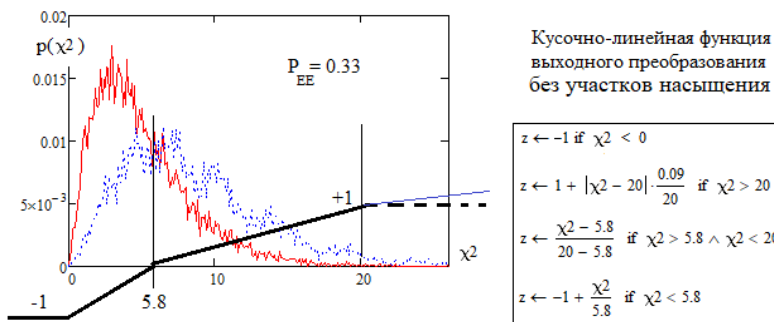 0.02
p(χ2)
P_EE = 0.33
0.015
0.01
5×10⁻³
+1
χ2
0
0
10
20
-1
5.8
Кусочно-линейная функция
выходного преобразования
без участков насыщения
z ← −1 if χ2 < 0
z ← 1 + |χ2 − 20|·0.09/20 if χ2 > 20
z ← (χ2 − 5.8)/(20 − 5.8) if χ2 > 5.8 ∧ χ2 < 20
z ← −1 + χ2/5.8 if χ2 < 5.8